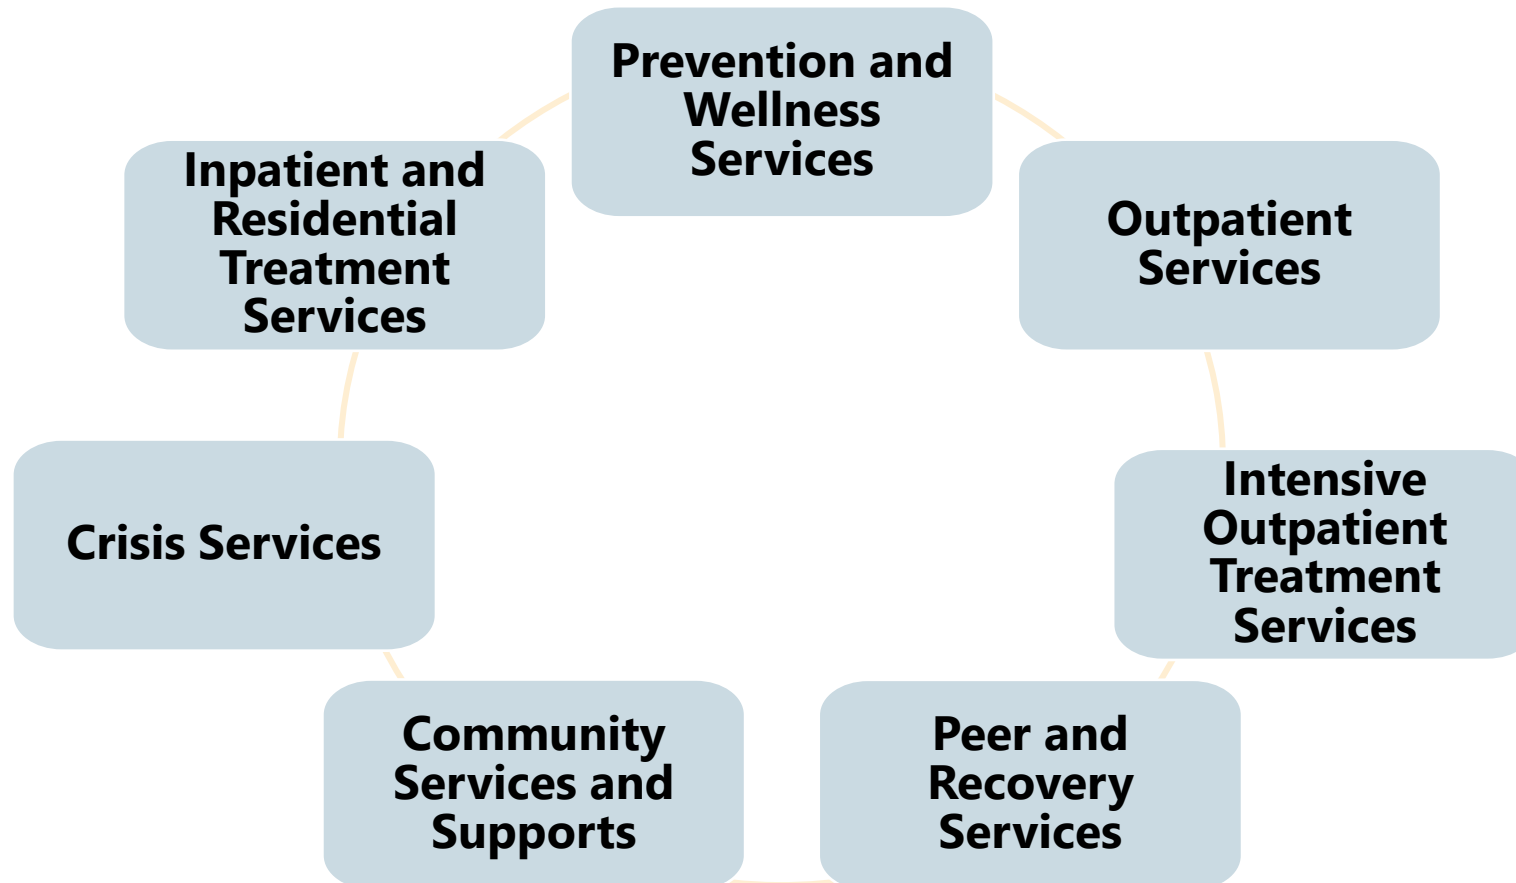 Prevention and
Wellness
Services
Outpatient
Services
Intensive
Outpatient
Treatment
Services
Peer and
Recovery
Services
Community
Services and
Supports
Crisis Services
Inpatient and
Residential
Treatment
Services